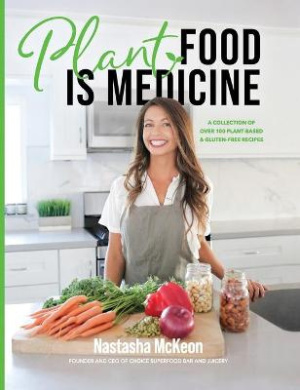 Plant FOOD
IS MEDICINE
A COLLECTION OF
OVER 100 PLANT BASED
& GLUTEN-FREE RECIPES
Nastasha McKeon
FOUNDER AND CEO OF CHOICE SUPERFOOD BAR AND JUICERY